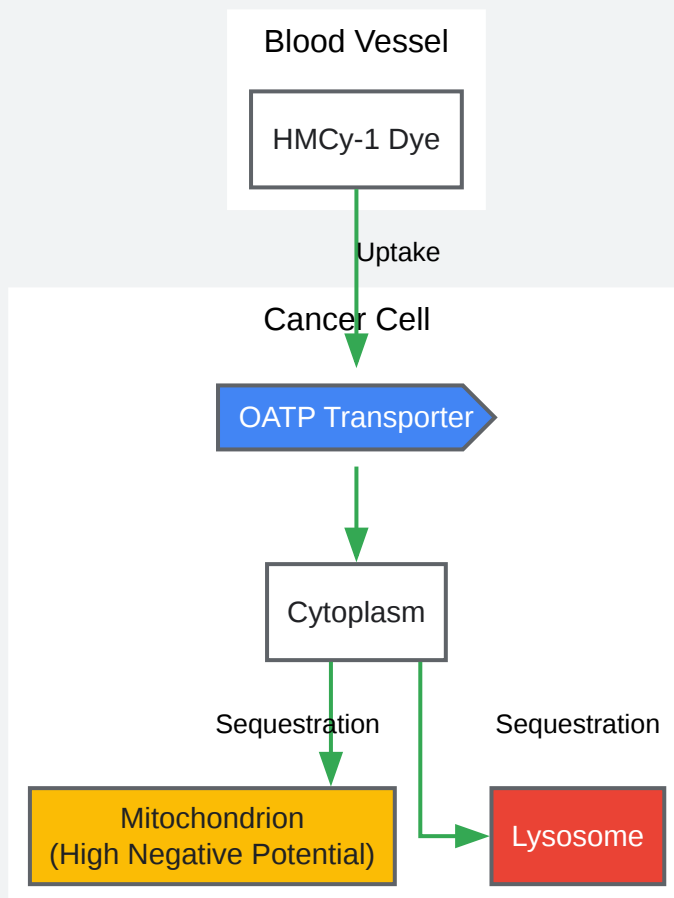 Blood Vessel
HMCy-1 Dye
Uptake
Cancer Cell
OATP Transporter
Cytoplasm
Sequestration
Sequestration
Mitochondrion
(High Negative Potential)
Lysosome